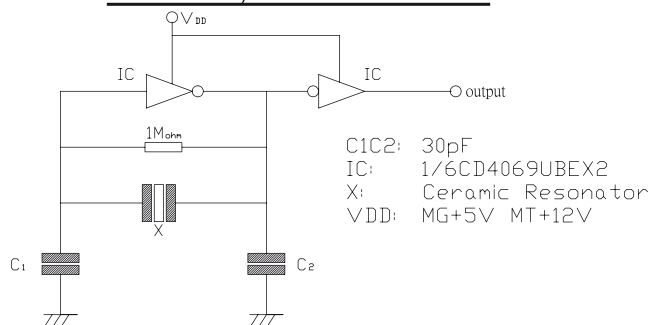 VDD
IC
IC
output
1Mohm
X
C1
C2
C1C2: 30pF
IC: 1/6CD4069UBEX2
X: Ceramic Resonator
VDD: MG+5V MT+12V